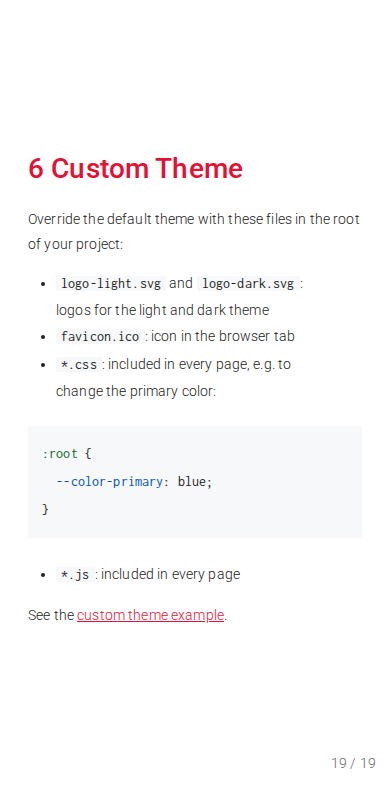 6 Custom Theme
Override the default theme with these files in the root
of your project:
• logo-light.svg and logo-dark.svg :
logos for the light and dark theme
• favicon.ico : icon in the browser tab
• *.css : included in every page, e.g. to
change the primary color:
:root {
  --color-primary: blue;
}
• *.js : included in every page
See the custom theme example.
19 / 19